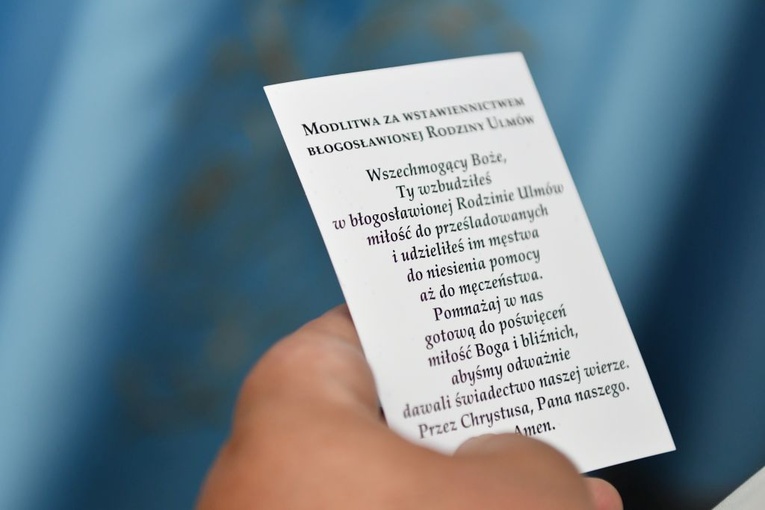 Modlitwa za wstawiennictwem
błogosławionej Rodziny Ulmów
Wszechmogący Boże,
Ty wzbudziłeś
w błogosławionej Rodzinie Ulmów
miłość do prześladowanych
i udzieliłeś im męstwa
do niesienia pomocy
aż do męczeństwa.
Pomnażaj w nas
gotową do poświęceń
miłość Boga i bliźnich,
abyśmy odważnie
dawali świadectwo naszej wierze.
Przez Chrystusa, Pana naszego.
Amen.